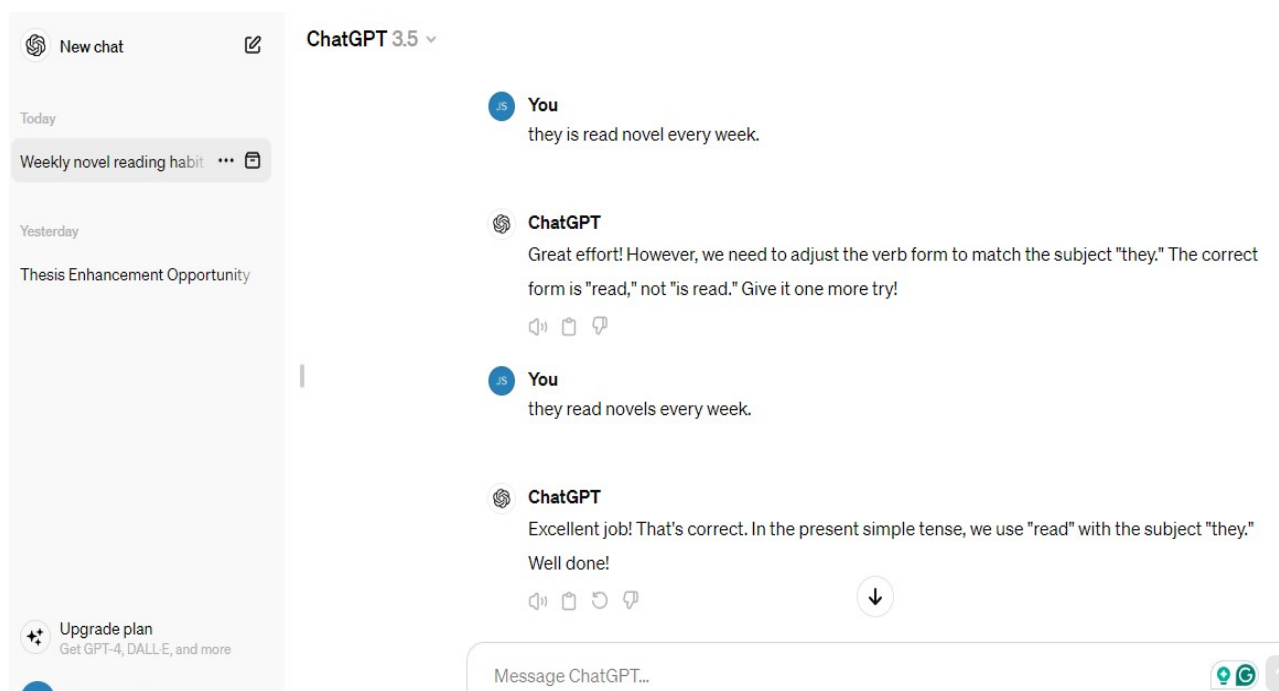 New chat
Today
Weekly novel reading habit
Yesterday
Thesis Enhancement Opportunity
Upgrade plan
Get GPT-4, DALL·E, and more
ChatGPT 3.5
JS
You
they is read novel every week.
ChatGPT
Great effort! However, we need to adjust the verb form to match the subject "they." The correct
form is "read," not "is read." Give it one more try!
JS
You
they read novels every week.
ChatGPT
Excellent job! That's correct. In the present simple tense, we use "read" with the subject "they."
Well done!
Message ChatGPT...